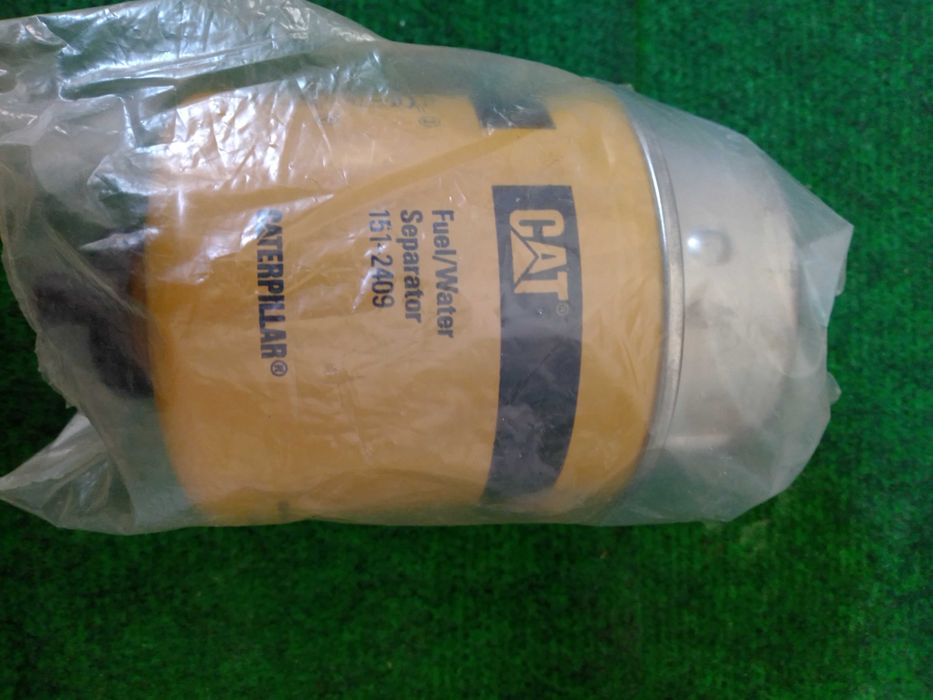 CAT®
Fuel/Water
Separator
151-2409
CATERPILLAR®